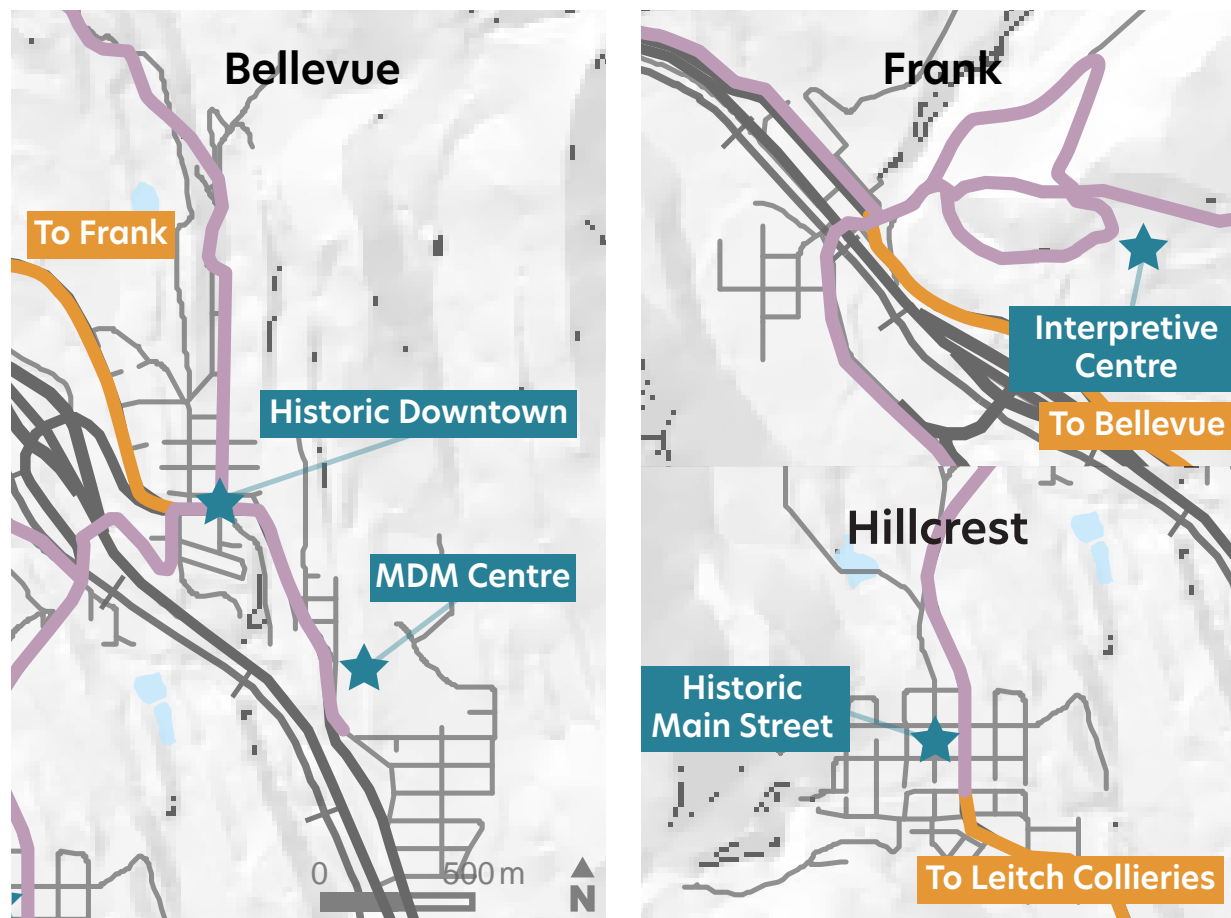 Bellevue
To Frank
Historic Downtown
MDM Centre
0 500 m
N
Frank
Interpretive
Centre
To Bellevue
Hillcrest
Historic
Main Street
To Leitch Collieries